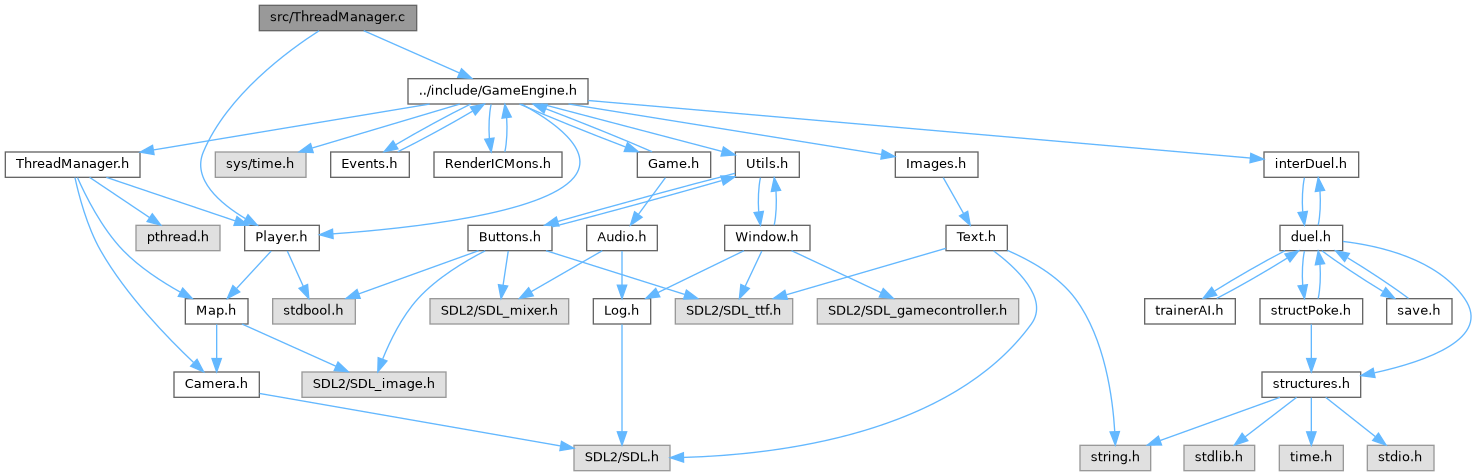 src/ThreadManager.c
../include/GameEngine.h
ThreadManager.h
sys/time.h
Events.h
RenderICMons.h
Game.h
Utils.h
Images.h
interDuel.h
pthread.h
Player.h
Buttons.h
Audio.h
Window.h
Text.h
duel.h
Map.h
stdbool.h
SDL2/SDL_mixer.h
Log.h
SDL2/SDL_ttf.h
SDL2/SDL_gamecontroller.h
trainerAI.h
structPoke.h
save.h
Camera.h
SDL2/SDL_image.h
structures.h
SDL2/SDL.h
string.h
stdlib.h
time.h
stdio.h